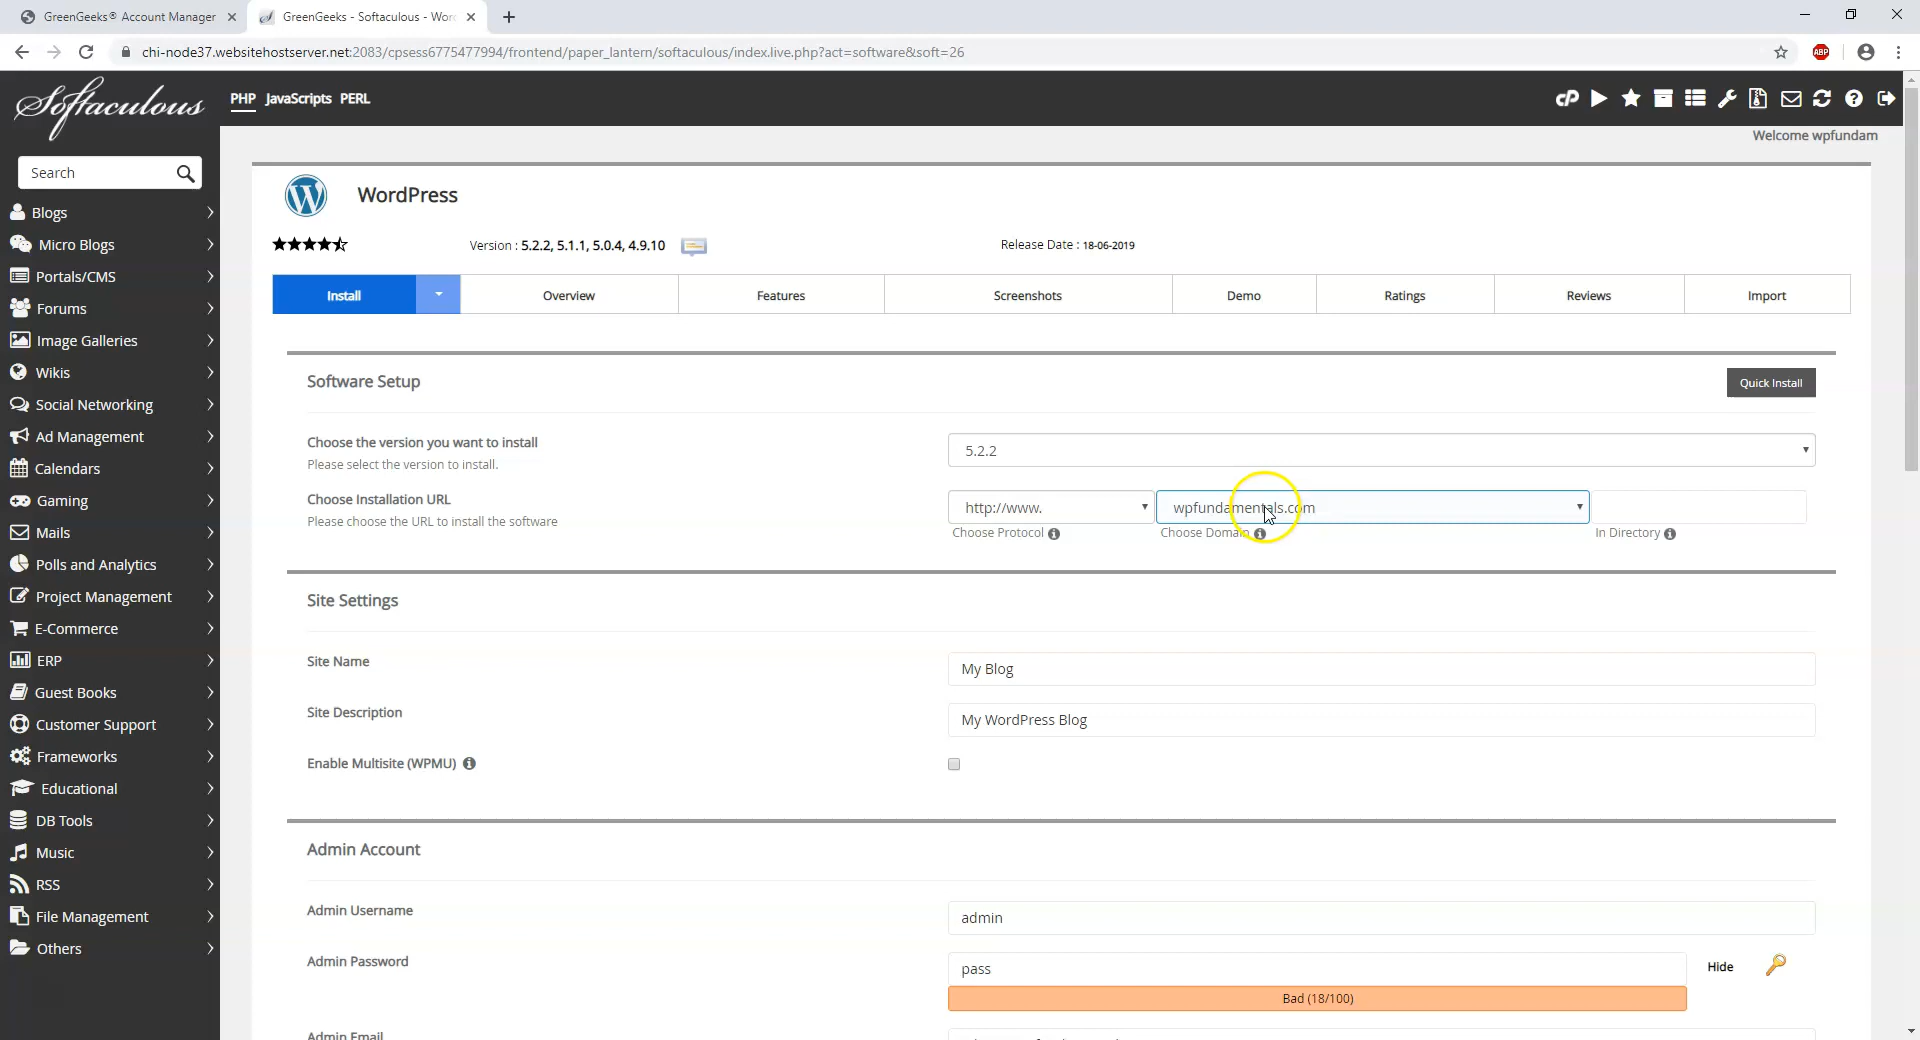 GreenGeeks® Account Manager
GreenGeeks - Softaculous - Wor
chi-node37.websitehostserver.net:2083/cpsess6775477994/frontend/paper_lantern/softaculous/index.live.php?act=software&soft=26
ABP
Softaculous
PHP JavaScripts PERL
cP
Welcome wpfundam
Search
Blogs
Micro Blogs
Portals/CMS
Forums
Image Galleries
Wikis
Social Networking
Ad Management
Calendars
Gaming
Mails
Polls and Analytics
Project Management
E-Commerce
ERP
Guest Books
Customer Support
Frameworks
Educational
DB Tools
Music
RSS
File Management
Others
WordPress
Version : 5.2.2, 5.1.1, 5.0.4, 4.9.10
Release Date : 18-06-2019
Install Overview Features Screenshots Demo Ratings Reviews Import
Software Setup
Quick Install
Choose the version you want to install
Please select the version to install.
5.2.2
Choose Installation URL
Please choose the URL to install the software
http://www. wpfundamentals.com
Choose Protocol Choose Domain In Directory
Site Settings
Site Name
My Blog
Site Description
My WordPress Blog
Enable Multisite (WPMU)
Admin Account
Admin Username
admin
Admin Password
pass
Hide
Bad (18/100)
Admin Email